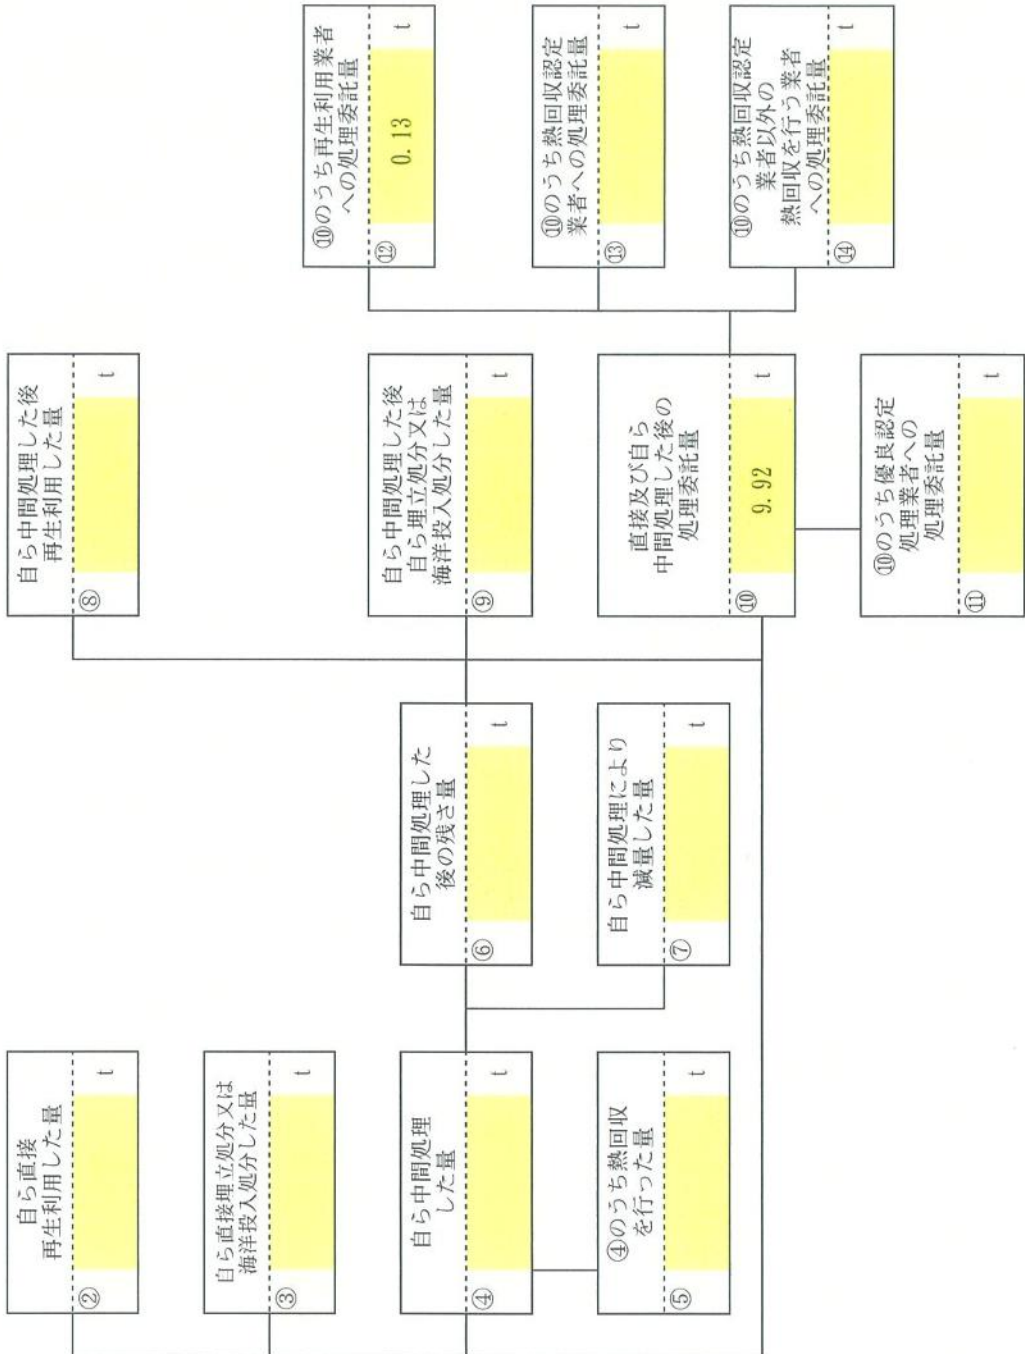 自ら直接
再生利用した量
② t
自ら直接埋立処分又は
海洋投入処分した量
③ t
自ら中間処理
した量
④ t
④のうち熱回収
を行った量
⑤ t
自ら中間処理した
後の残さ量
⑥ t
自ら中間処理により
減量した量
⑦ t
自ら中間処理した後
再生利用した量
⑧ t
自ら中間処理した後
自ら埋立処分又は
海洋投入処分した量
⑨ t
直接及び自ら
中間処理した後の
処理委託量
⑩ 9.92 t
⑩のうち優良認定
処理業者への
処理委託量
⑪ t
⑩のうち再生利用業者
への処理委託量
⑫ 0.13 t
⑩のうち熱回収認定
業者への処理委託量
⑬ t
⑩のうち熱回収認定
業者以外の
熱回収を行う業者
への処理委託量
⑭ t